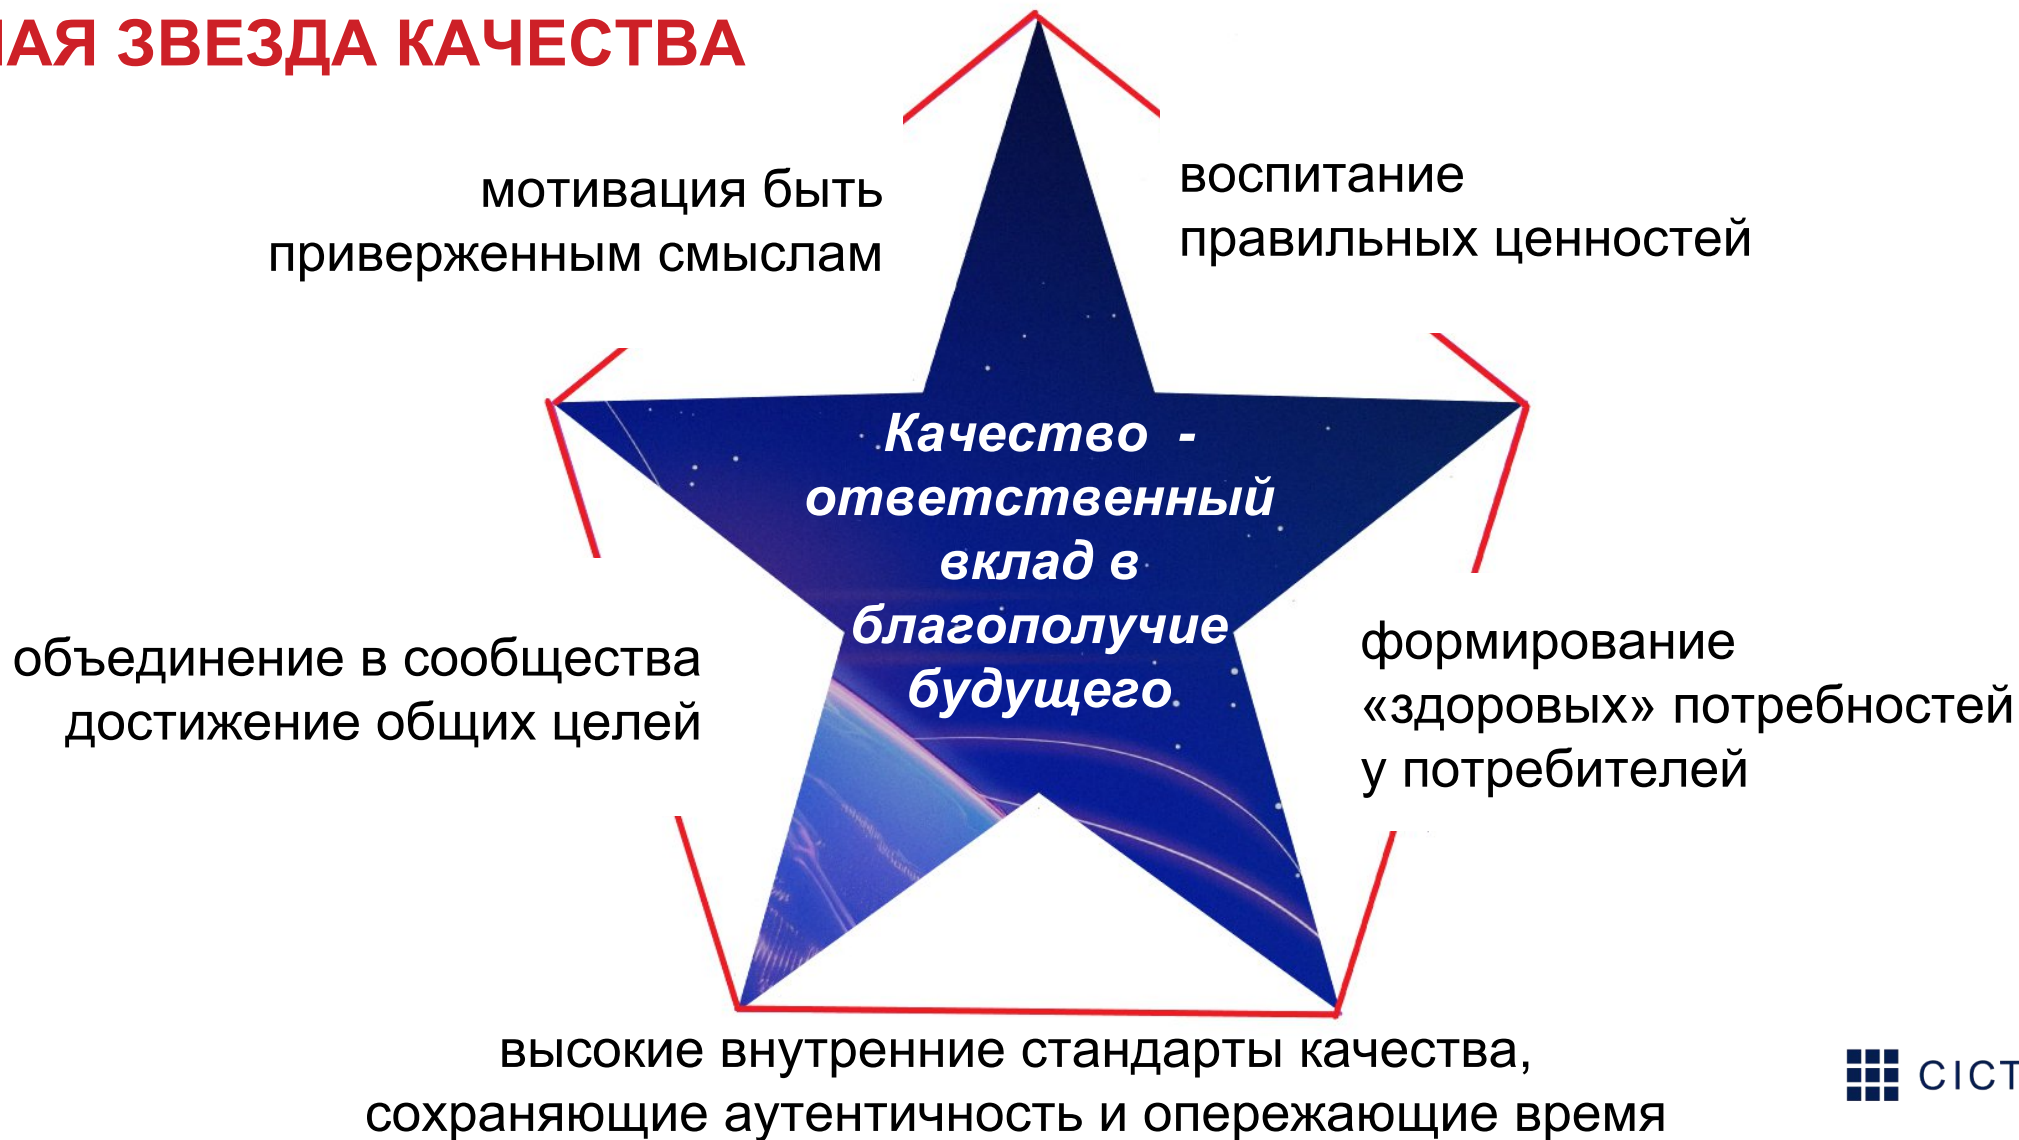 АЯ ЗВЕЗДА КАЧЕСТВА
мотивация быть
приверженным смыслам
воспитание
правильных ценностей
Качество -
ответственный
вклад в
благополучие
будущего
объединение в сообщества
достижение общих целей
формирование
«здоровых» потребностей
у потребителей
высокие внутренние стандарты качества,
сохраняющие аутентичность и опережающие время
CICT